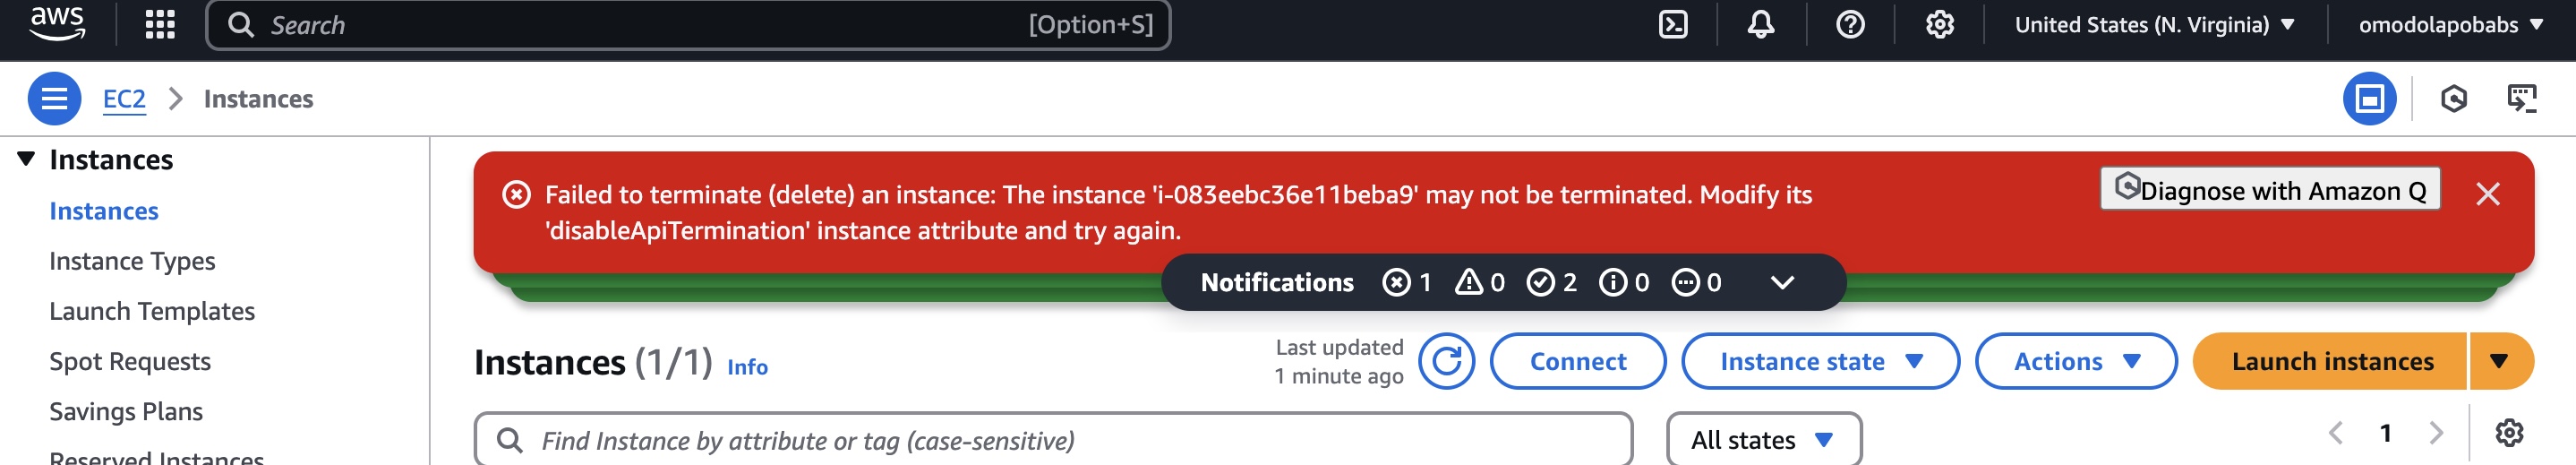 aws
Search
[Option+S]
United States (N. Virginia)
omodolapobabs
EC2
Instances
Instances
Instances
Instance Types
Launch Templates
Spot Requests
Savings Plans
Reserved Instances
Failed to terminate (delete) an instance: The instance 'i-083eebc36e11beba9' may not be terminated. Modify its
'disableApiTermination' instance attribute and try again.
Diagnose with Amazon Q
Notifications 1 0 2 0 0
Instances (1/1) Info
Last updated
1 minute ago
Connect
Instance state
Actions
Launch instances
Find Instance by attribute or tag (case-sensitive)
All states
1